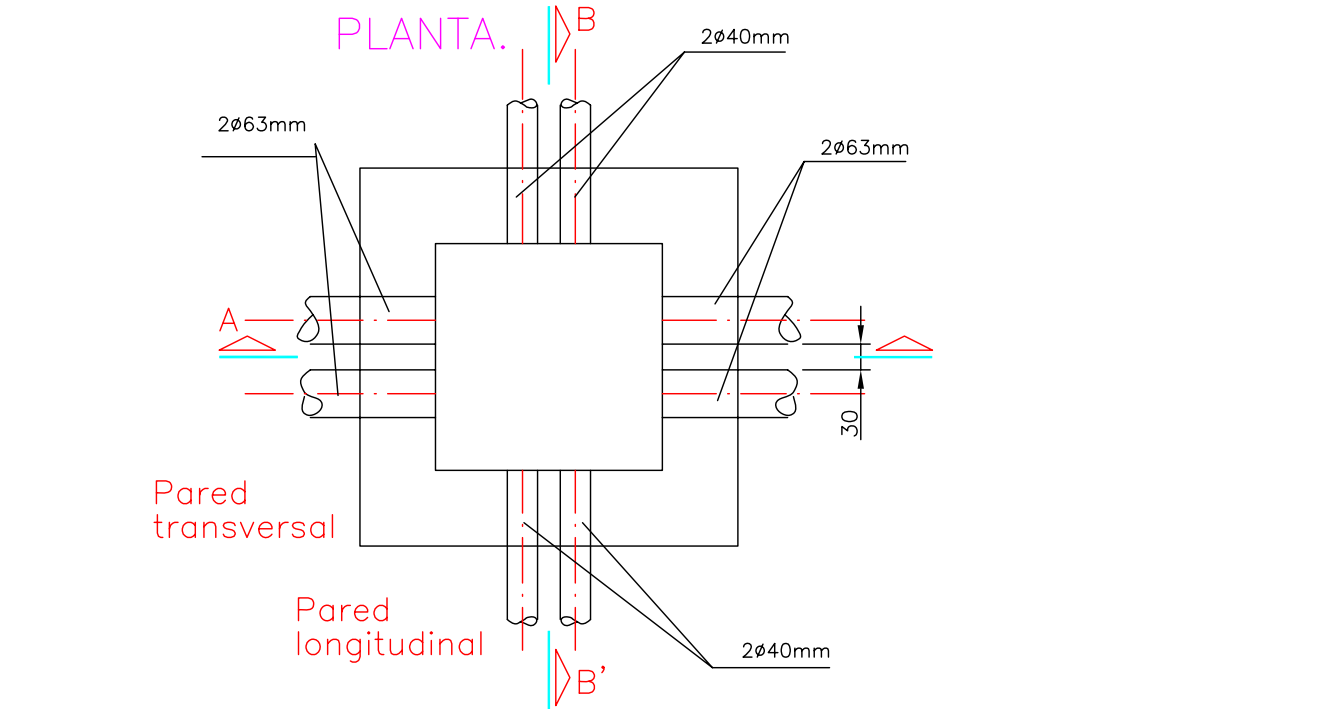 PLANTA.
B
2ø40mm
2ø63mm
2ø63mm
A
30
Pared
transversal
Pared
longitudinal
2ø40mm
B'